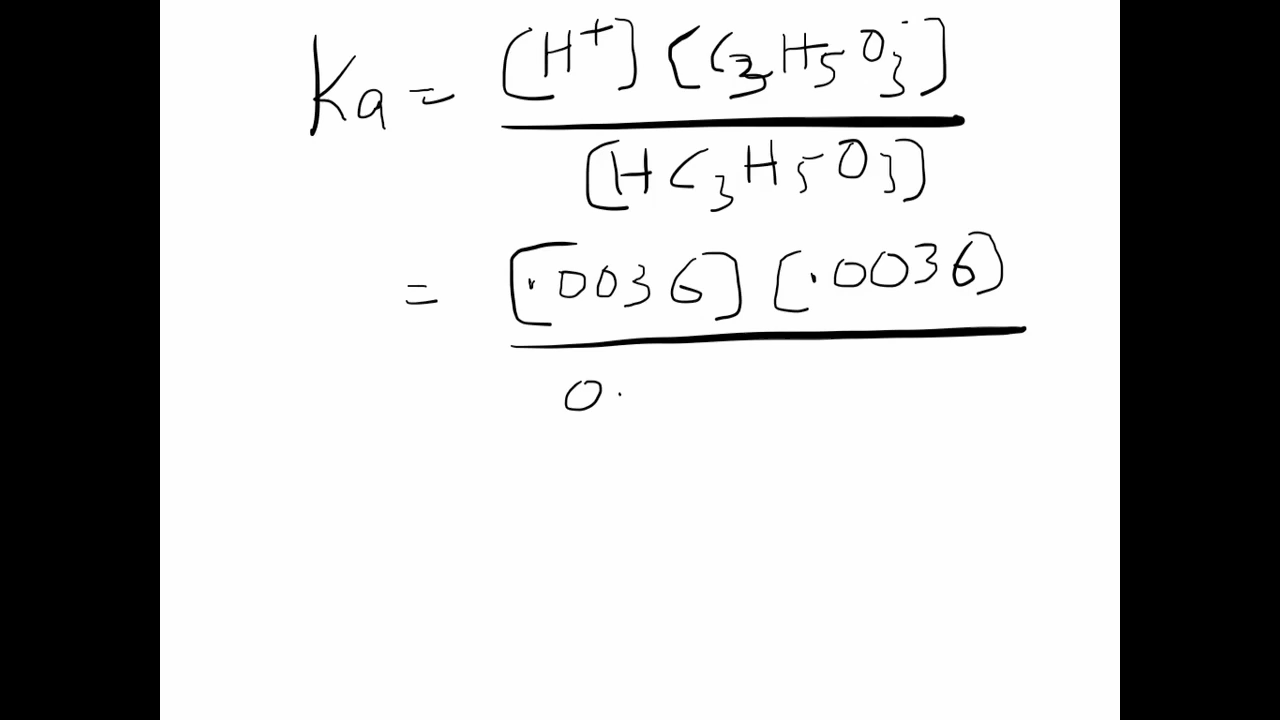 Ka = [H+] [C3H5O3-]
[HC3H5O3]
= [.0036] [.0036]
0.